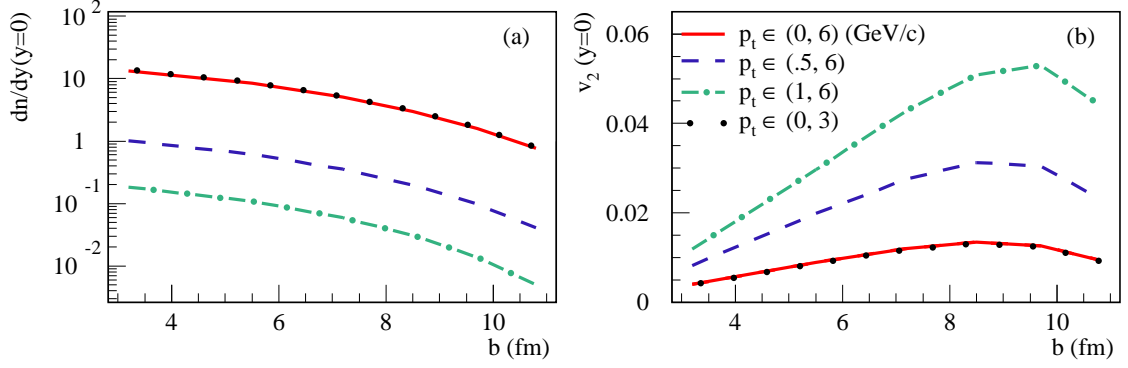 (a)
dn/dy(y=0)
10²
10
1
10⁻¹
10⁻²
4 6 8 10
b (fm)
(b)
v₂ (y=0)
0.06
0.04
0.02
0
pₜ ∈ (0, 6) (GeV/c)
pₜ ∈ (.5, 6)
pₜ ∈ (1, 6)
pₜ ∈ (0, 3)
4 6 8 10
b (fm)